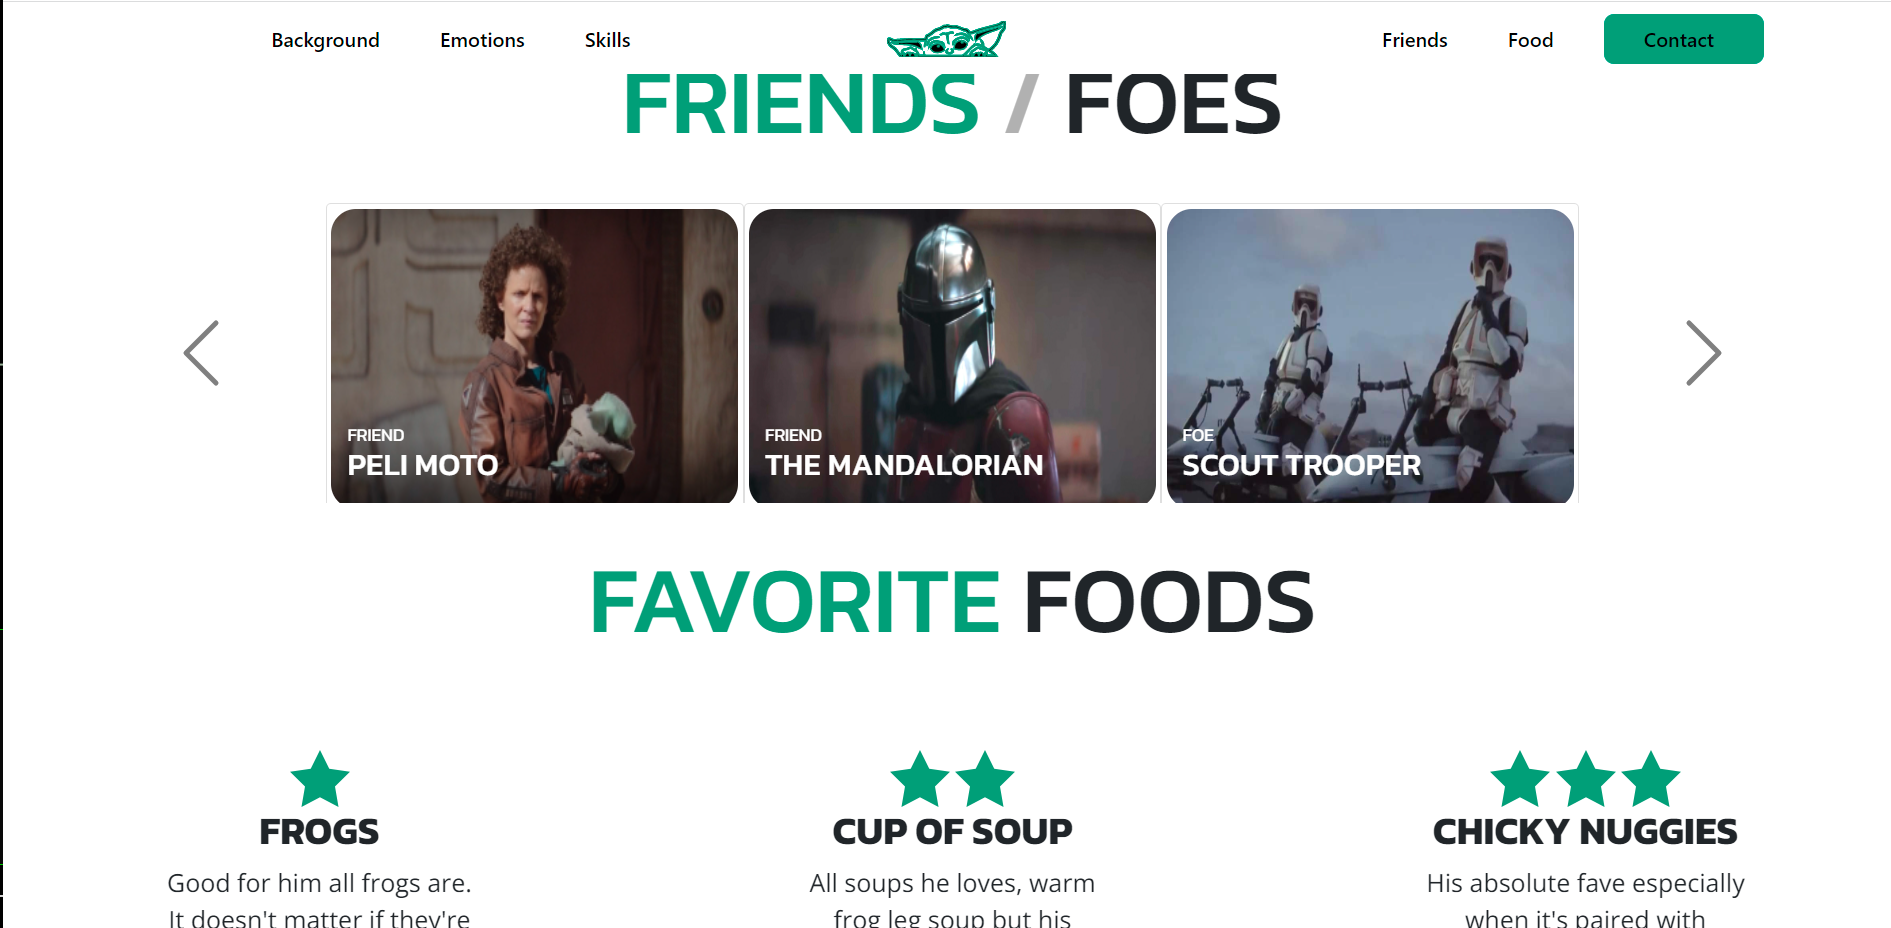 Background Emotions Skills Friends Food Contact
FRIENDS / FOES
FRIEND
PELI MOTO
FRIEND
THE MANDALORIAN
FOE
SCOUT TROOPER
FAVORITE FOODS
FROGS
Good for him all frogs are.
It doesn't matter if they're
CUP OF SOUP
All soups he loves, warm
frog leg soup but his
CHICKY NUGGIES
His absolute fave especially
when it's paired with